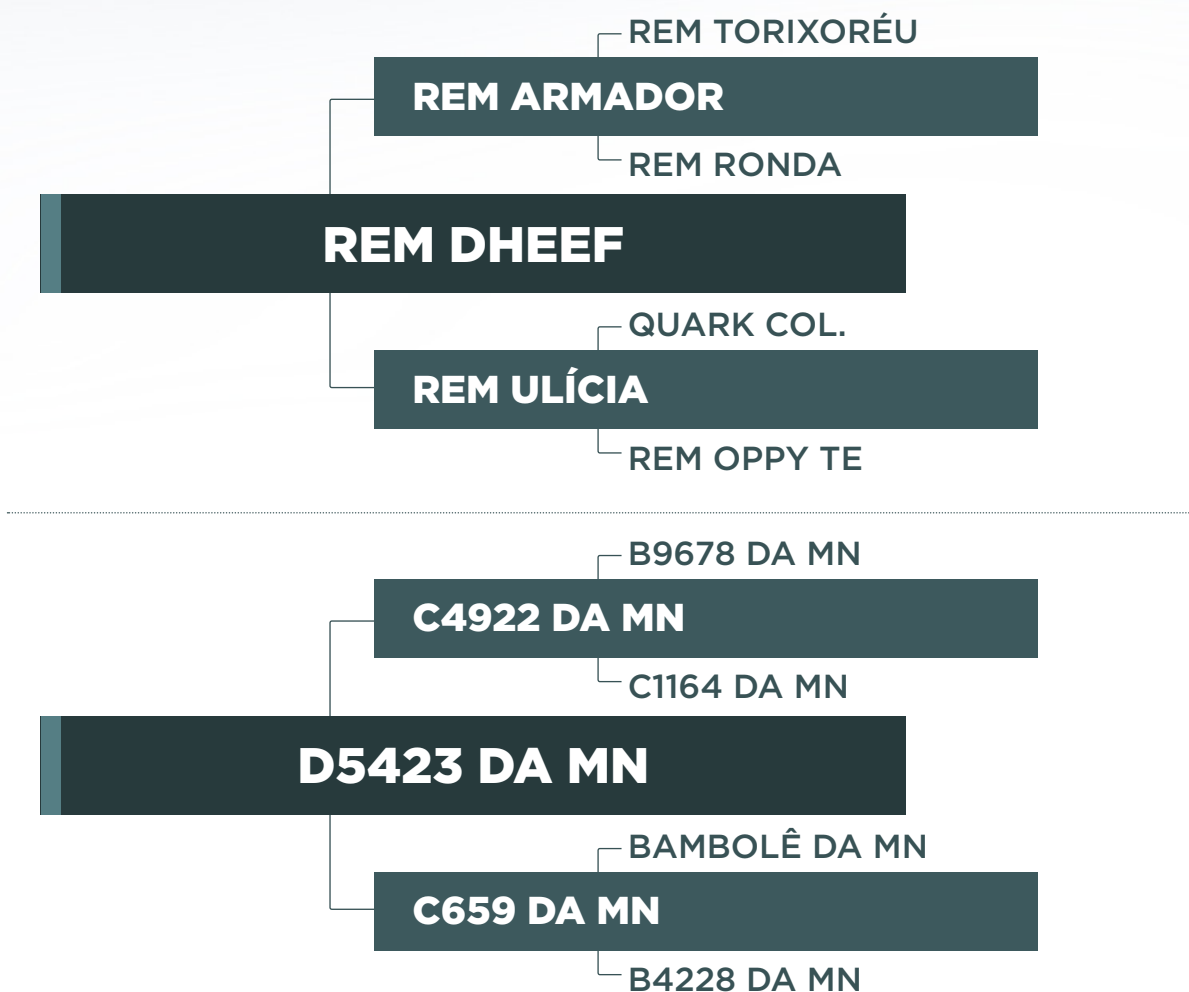 REM TORIXORÉU
REM ARMADOR
REM RONDA
REM DHEEF
QUARK COL.
REM ULÍCIA
REM OPPY TE
B9678 DA MN
C4922 DA MN
C1164 DA MN
D5423 DA MN
BAMBOLÊ DA MN
C659 DA MN
B4228 DA MN